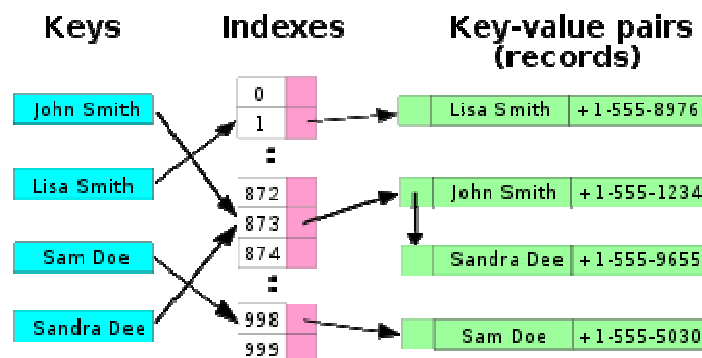 Keys
Indexes
Key-value pairs
(records)
John Smith
Lisa Smith
Sam Doe
Sandra Dee
0
1
:
872
873
874
:
998
999
Lisa Smith +1-555-8976
John Smith +1-555-1234
Sandra Dee +1-555-9655
Sam Doe +1-555-5030